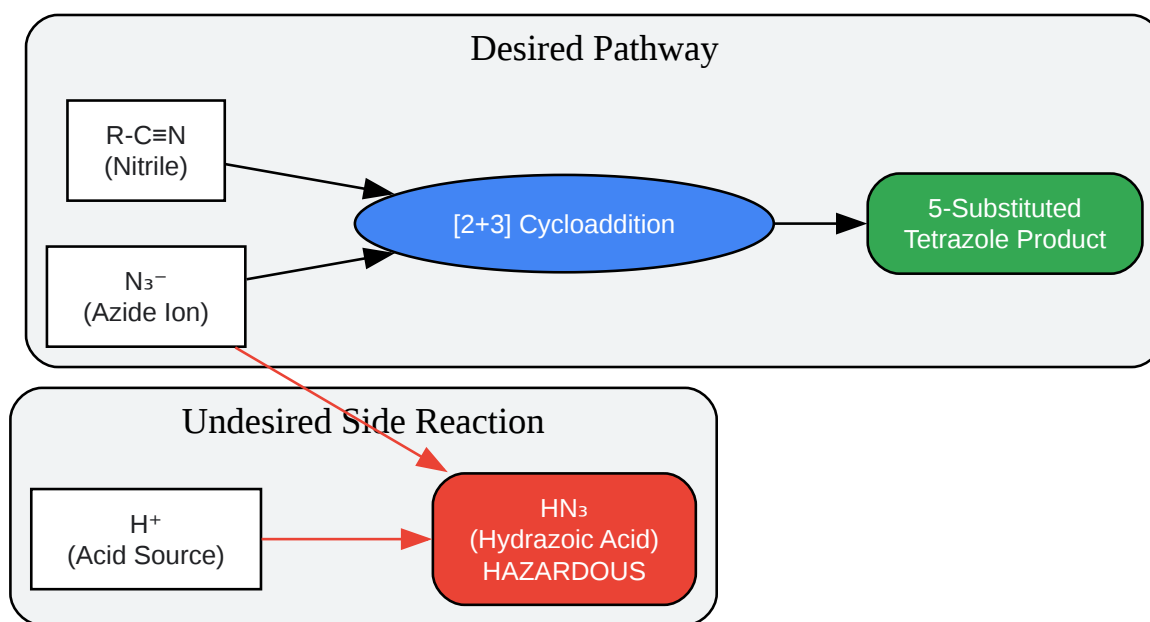 Desired Pathway
R-C≡N
(Nitrile)
N₃⁻
(Azide Ion)
[2+3] Cycloaddition
5-Substituted
Tetrazole Product
Undesired Side Reaction
H⁺
(Acid Source)
HN₃
(Hydrazoic Acid)
HAZARDOUS